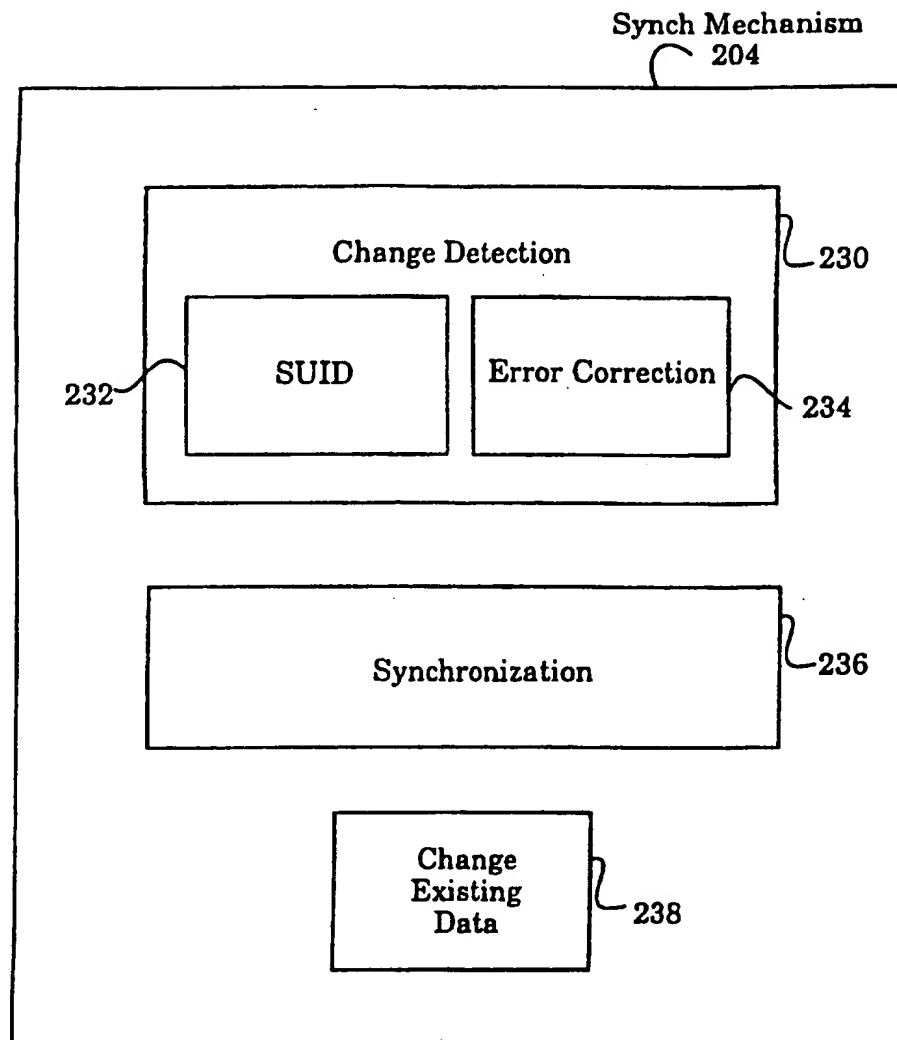 Synch Mechanism
204
Change Detection
230
SUID
Error Correction
232
234
Synchronization
236
Change
Existing
Data
238